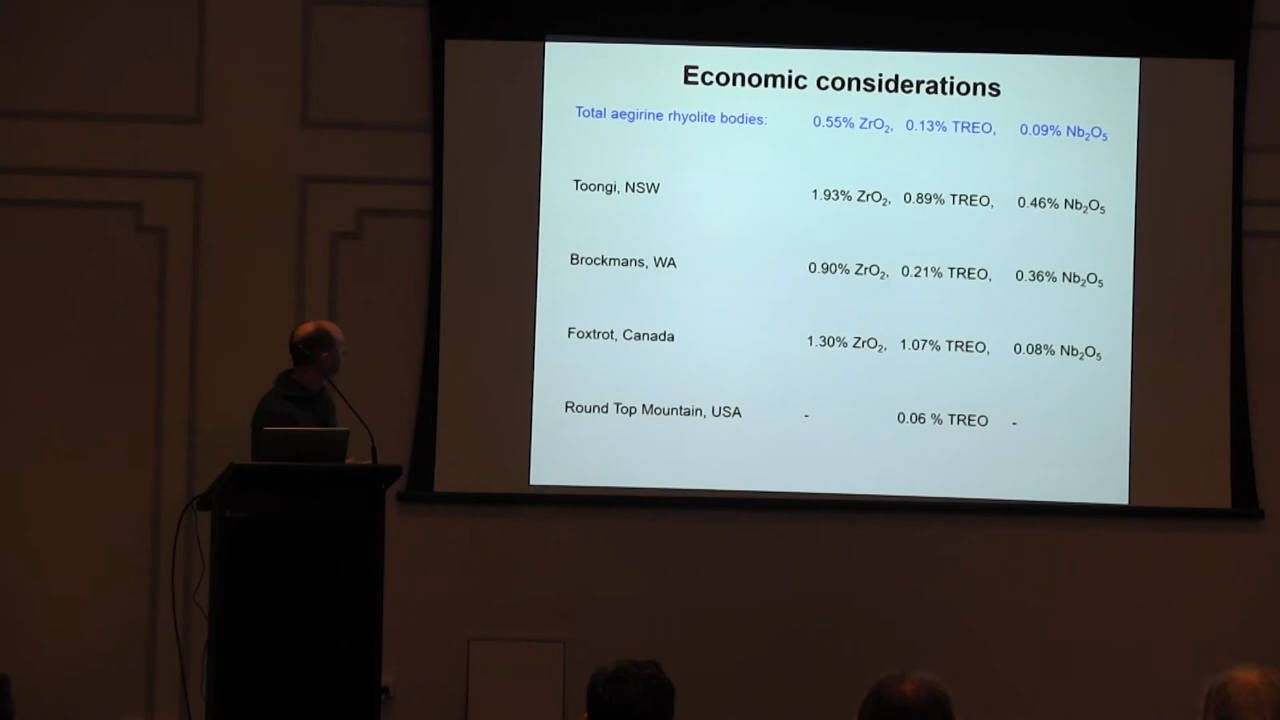 Economic considerations
Total aegirine rhyolite bodies: 0.55% ZrO₂, 0.13% TREO, 0.09% Nb₂O₅
Toongi, NSW 1.93% ZrO₂, 0.89% TREO, 0.46% Nb₂O₅
Brockmans, WA 0.90% ZrO₂, 0.21% TREO, 0.36% Nb₂O₅
Foxtrot, Canada 1.30% ZrO₂, 1.07% TREO, 0.08% Nb₂O₅
Round Top Mountain, USA - 0.06 % TREO -